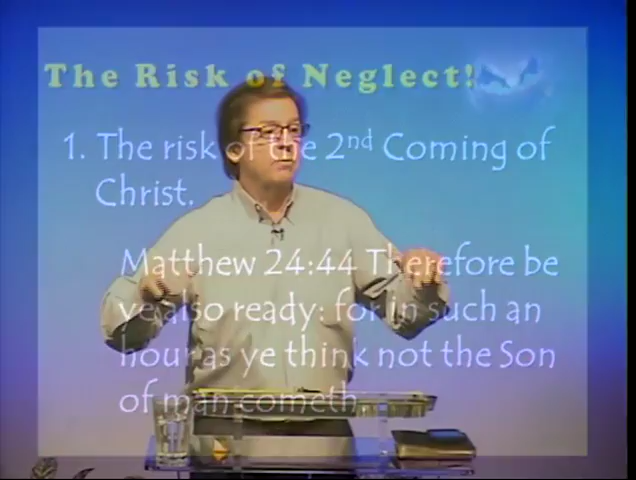 The Risk of Neglect!
1. The risk of the 2nd Coming of
Christ.
Matthew 24:44 Therefore be
ye also ready: for in such an
hour as ye think not the Son
of man cometh